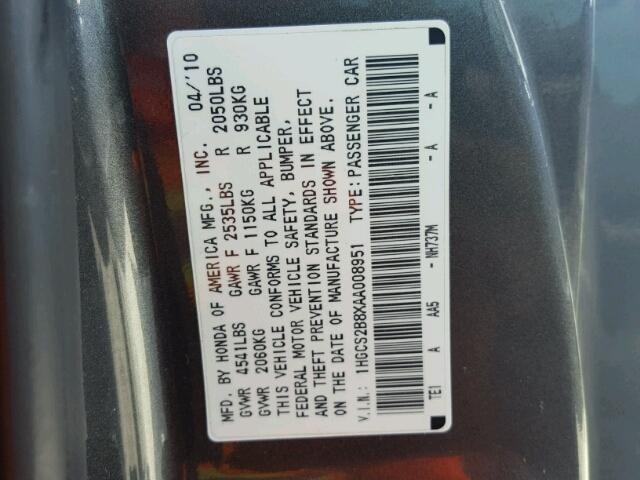 MFD. BY HONDA OF AMERICA MFG., INC. 04/'10
GVWR 4541LBS GAWR F 2535LBS R 2050LBS
GVWR 2060KG GAWR F 1150KG R 930KG
THIS VEHICLE CONFORMS TO ALL APPLICABLE
FEDERAL MOTOR VEHICLE SAFETY, BUMPER,
AND THEFT PREVENTION STANDARDS IN EFFECT
ON THE DATE OF MANUFACTURE SHOWN ABOVE.
V.I.N.: 1HGCS2B8XAA008951 TYPE:PASSENGER CAR
TE1 A AA5 - NH737M - A - A